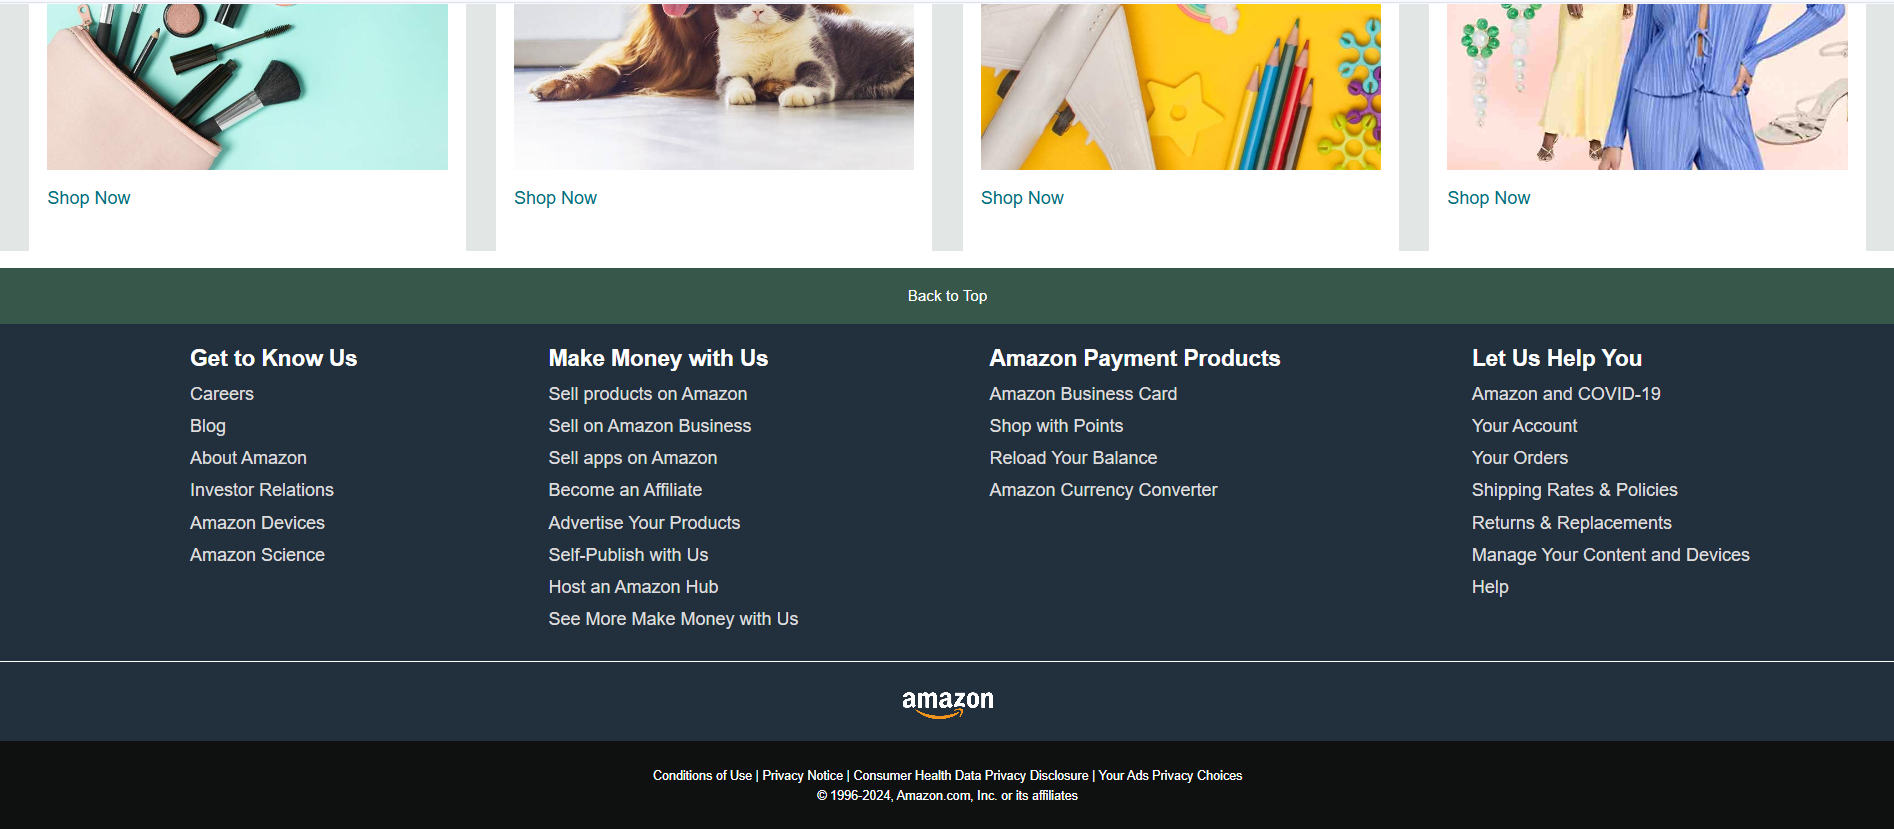 Shop Now
Shop Now
Shop Now
Shop Now
Back to Top
Get to Know Us
Careers
Blog
About Amazon
Investor Relations
Amazon Devices
Amazon Science
Make Money with Us
Sell products on Amazon
Sell on Amazon Business
Sell apps on Amazon
Become an Affiliate
Advertise Your Products
Self-Publish with Us
Host an Amazon Hub
See More Make Money with Us
Amazon Payment Products
Amazon Business Card
Shop with Points
Reload Your Balance
Amazon Currency Converter
Let Us Help You
Amazon and COVID-19
Your Account
Your Orders
Shipping Rates & Policies
Returns & Replacements
Manage Your Content and Devices
Help
amazon
Conditions of Use | Privacy Notice | Consumer Health Data Privacy Disclosure | Your Ads Privacy Choices
© 1996-2024, Amazon.com, Inc. or its affiliates